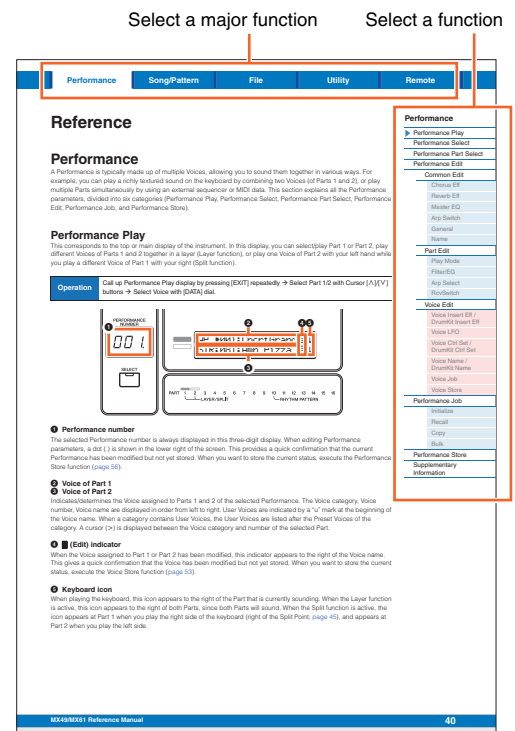 Select a major function
Select a function
Performance
Song/Pattern
File
Utility
Remote
Reference
Performance
A Performance is typically made up of multiple Voices, allowing you to sound them together in various ways. For
example, you can play a richly textured sound on the keyboard by combining two Voices (of Parts 1 and 2), or play
multiple Parts simultaneously by using an external sequencer or MIDI data. This section explains all the Performance
parameters, divided into six categories (Performance Play, Performance Select, Performance Part Select, Performance
Edit, Performance Job, and Performance Store).
Performance Play
This corresponds to the top or main display of the instrument. In this display, you can select/play Part 1 or Part 2, play
different Voices of Parts 1 and 2 together in a layer (Layer function), or play one Voice of Part 2 with your left hand while
you play a different Voice of Part 1 with your right (Split function).
Operation
Call up Performance Play display by pressing [EXIT] repeatedly → Select Part 1/2 with Cursor [∧]/[∨]
buttons → Select Voice with [DATA] dial.
PERFORMANCE
NUMBER
1
001.
SELECT
2
4 5
3
PART 1 2 3 4 5 6 7 8 9 10 11 12 13 14 15 16
LAYER/SPLIT
RHYTHM PATTERN
1 Performance number
The selected Performance number is always displayed in this three-digit display. When editing Performance
parameters, a dot (.) is shown in the lower right of the screen. This provides a quick confirmation that the current
Performance has been modified but not yet stored. When you want to store the current status, execute the Performance
Store function (page 56).
2 Voice of Part 1
3 Voice of Part 2
Indicates/determines the Voice assigned to Parts 1 and 2 of the selected Performance. The Voice category, Voice
number, Voice name are displayed in order from left to right. User Voices are indicated by a "u" mark at the beginning of
the Voice name. When a category contains User Voices, the User Voices are listed after the Preset Voices of the
category. A cursor (>) is displayed between the Voice category and number of the selected Part.
4 (Edit) indicator
When the Voice assigned to Part 1 or Part 2 has been modified, this indicator appears to the right of the Voice name.
This gives a quick confirmation that the Voice has been modified but not yet stored. When you want to store the current
status, execute the Voice Store function (page 53).
5 Keyboard icon
When playing the keyboard, this icon appears to the right of the Part that is currently sounding. When the Layer function
is active, this icon appears to the right of both Parts, since both Parts will sound. When the Split function is active, the
icon appears at Part 1 when you play the right side of the keyboard (right of the Split Point; page 45), and appears at
Part 2 when you play the left side.
Performance
Performance Play
Performance Select
Performance Part Select
Performance Edit
Common Edit
Chorus Eff
Reverb Eff
Master EQ
Arp Switch
General
Name
Part Edit
Play Mode
Filter/EG
Arp Select
RcvSwitch
Voice Edit
Voice Insert Eff /
DrumKit Insert Eff
Voice LFO
Voice Ctrl Set /
DrumKit Ctrl Set
Voice Name /
DrumKit Name
Voice Job
Voice Store
Performance Job
Initialize
Recall
Copy
Bulk
Performance Store
Supplementary
Information
MX49/MX61 Reference Manual
40